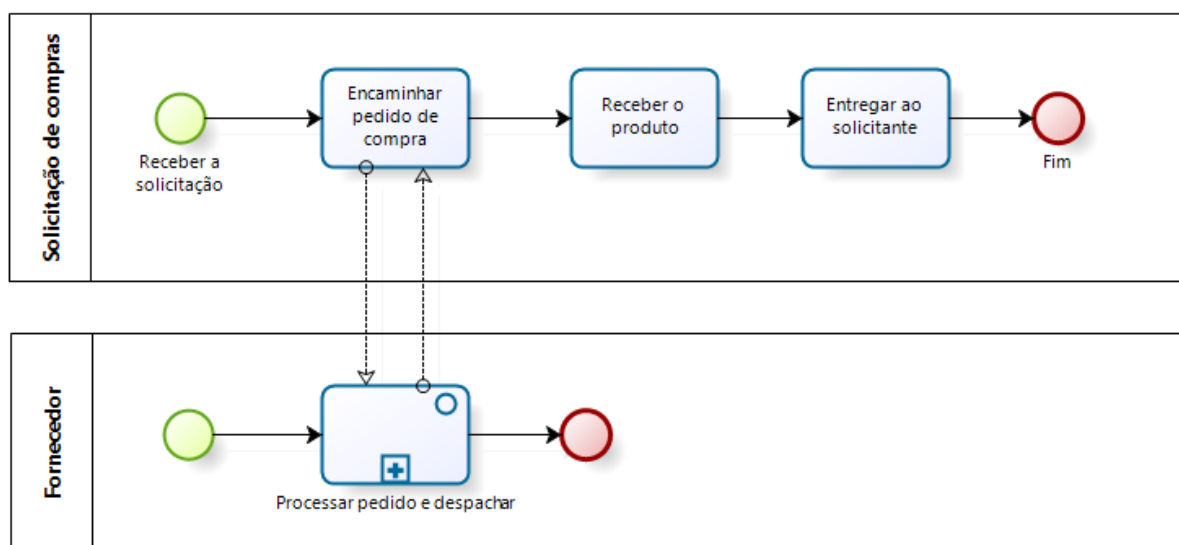 Solicitação de compras
Encaminhar
pedido de
compra
Receber o
produto
Entregar ao
solicitante
Receber a
solicitação
Fim
Fornecedor
Processar pedido e despachar